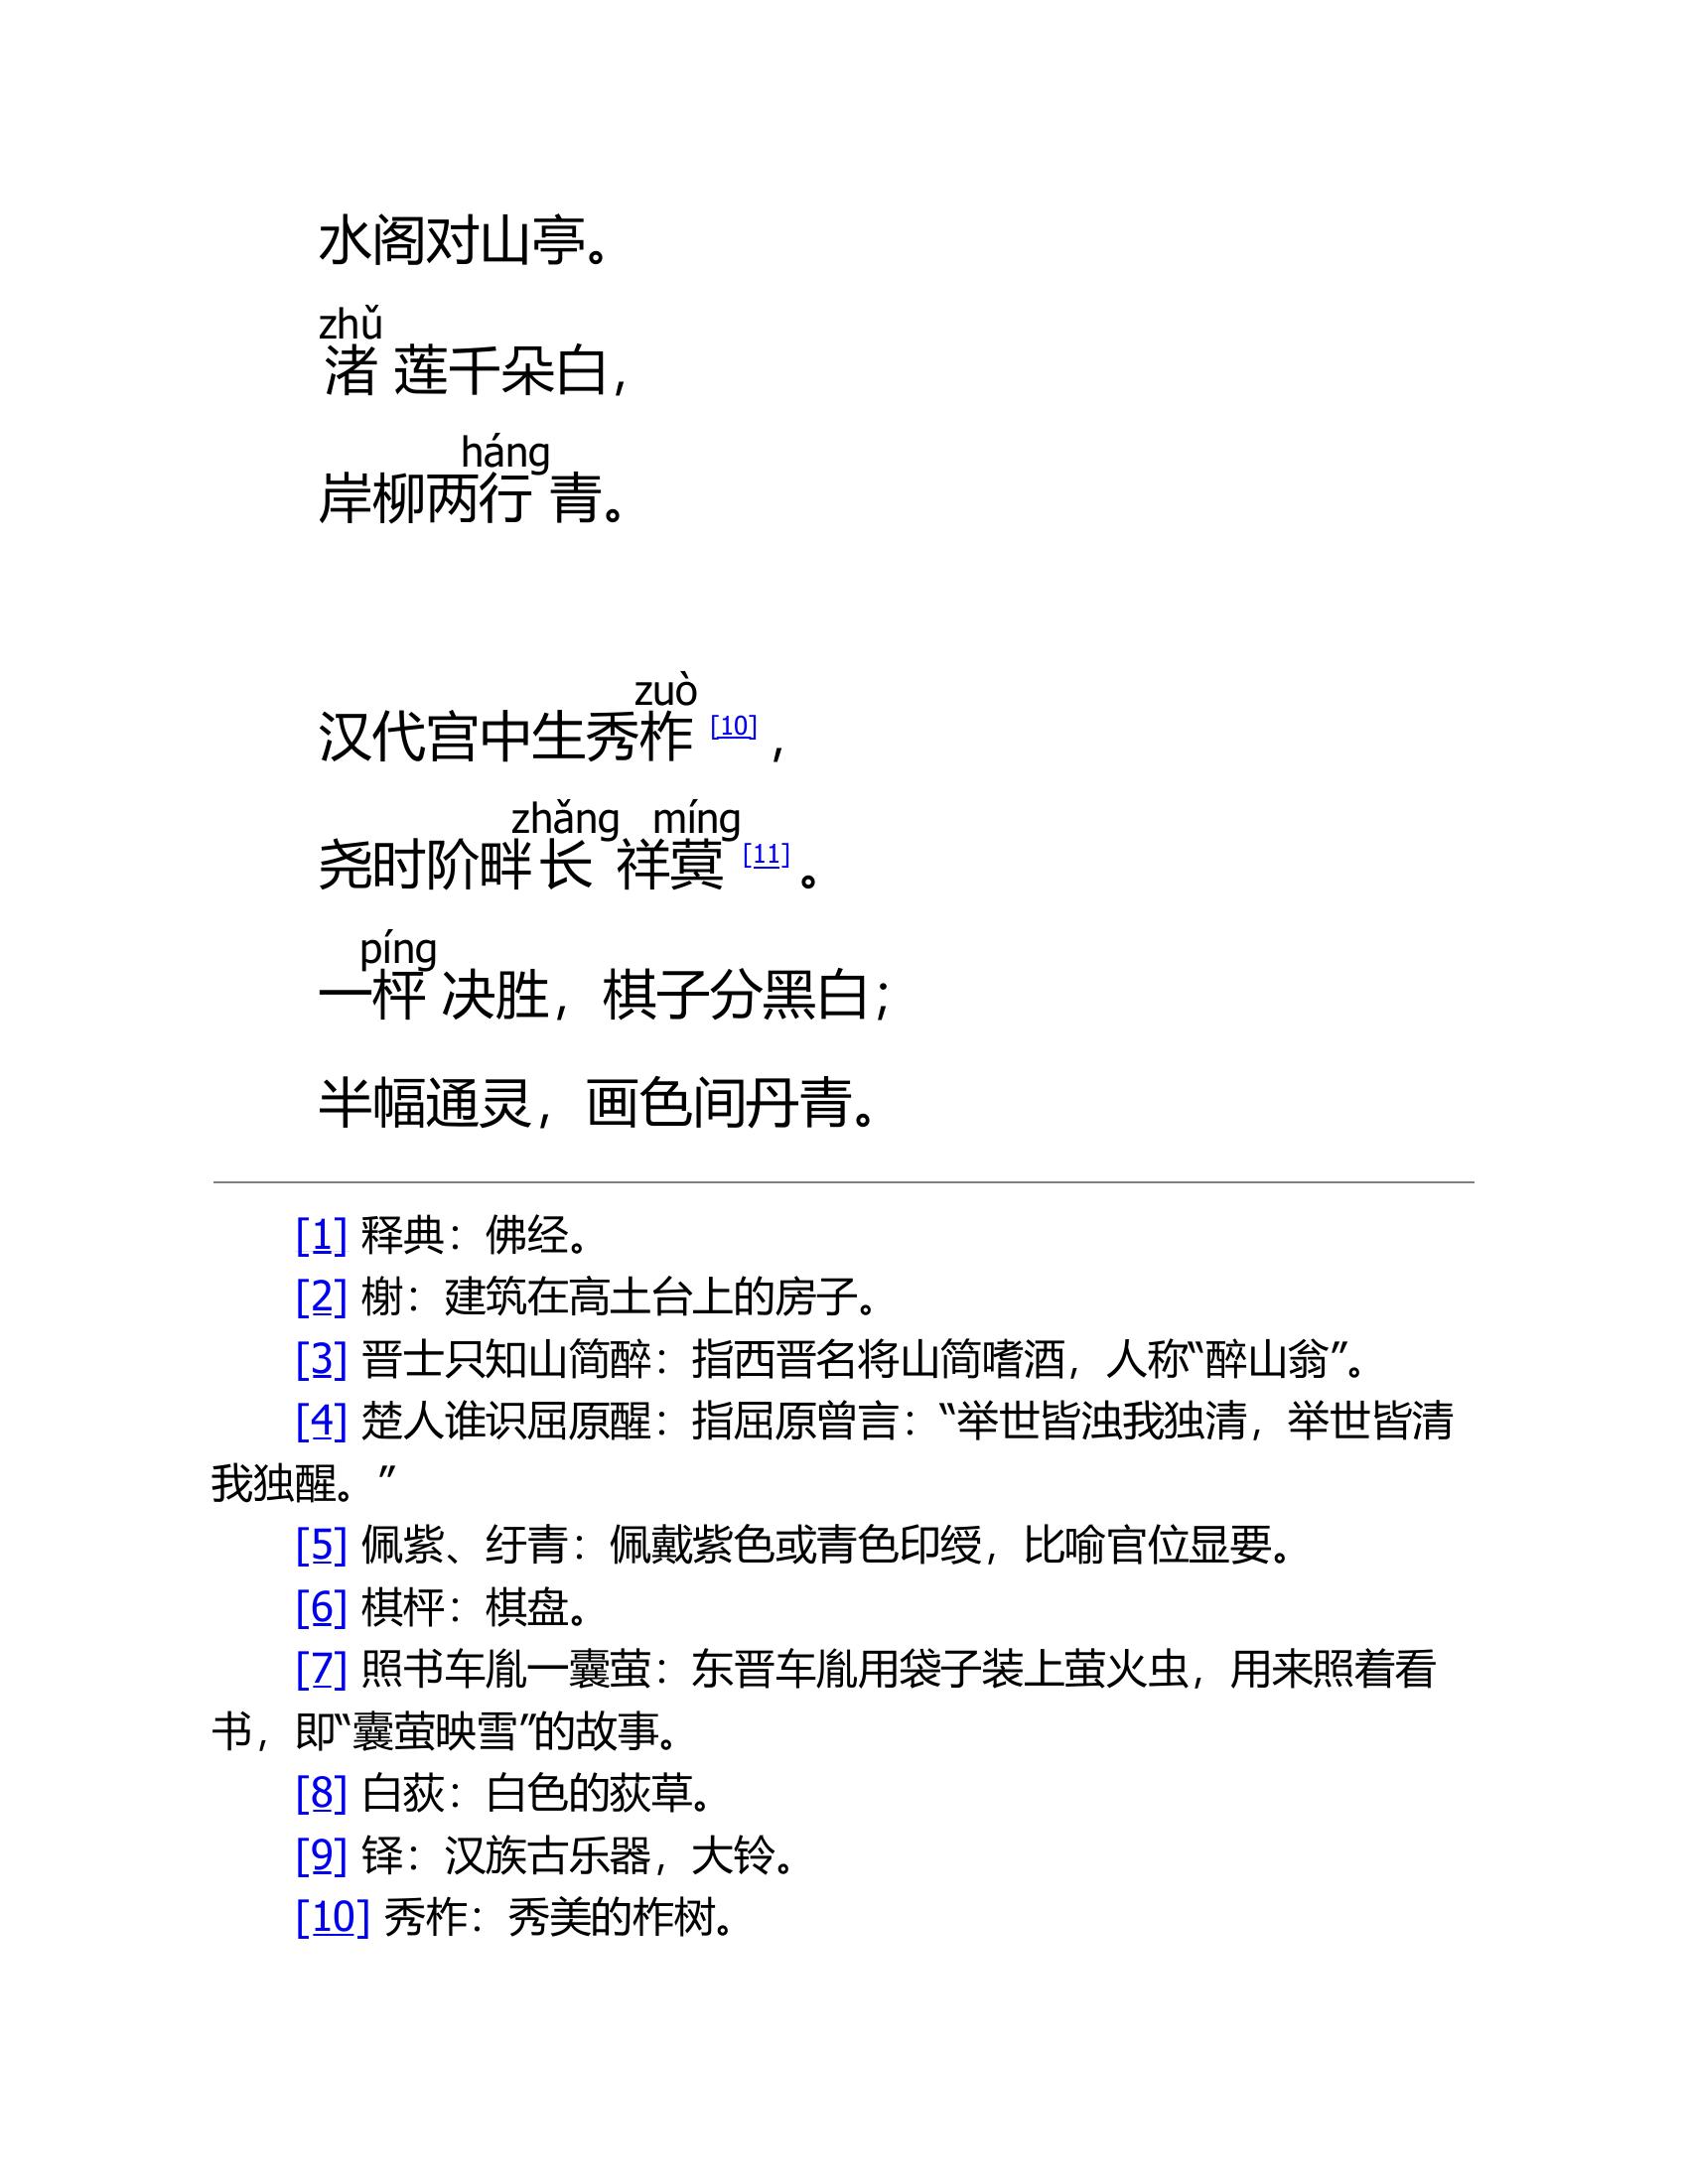 水阁对山亭。
zhǔ
渚莲千朵白，
háng
岸柳两行青。
zuò
汉代宫中生秀柞[10]，
zhǎng míng
尧时阶畔长祥蓂[11]。
píng
一枰决胜，棋子分黑白；
半幅通灵，画色间丹青。
[1] 释典：佛经。
[2] 榭：建筑在高土台上的房子。
[3] 晋士只知山简醉：指西晋名将山简嗜酒，人称“醉山翁”。
[4] 楚人谁识屈原醒：指屈原曾言：“举世皆浊我独清，举世皆清
我独醒。”
[5] 佩紫、纡青：佩戴紫色或青色印绶，比喻官位显要。
[6] 棋枰：棋盘。
[7] 照书车胤一囊萤：东晋车胤用袋子装上萤火虫，用来照着看
书，即“囊萤映雪”的故事。
[8] 白荻：白色的荻草。
[9] 铎：汉族古乐器，大铃。
[10] 秀柞：秀美的柞树。